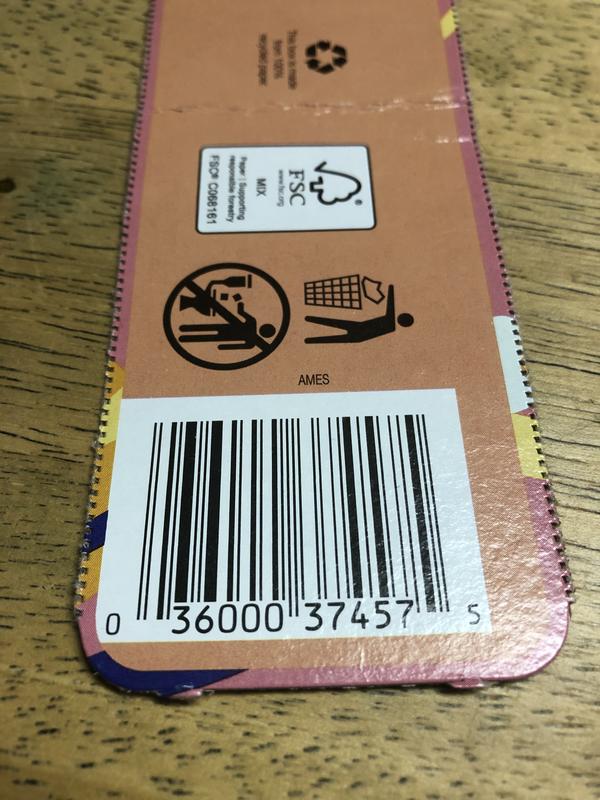 This box is made
from 100%
recycled paper.
®
FSC
www.fsc.org
MIX
Paper | Supporting
responsible forestry
FSC® C068161
AMES
0 36000 37457 5